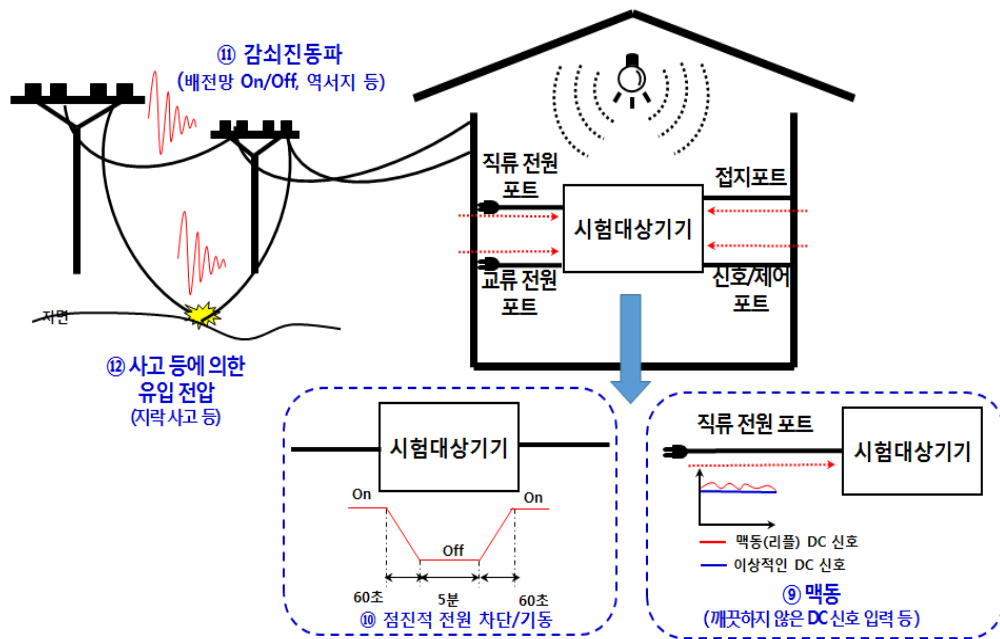 ⑪ 감쇠진동파
(배전망 On/Off, 역서지 등)
직류 전원
포트
접지포트
시험대상기기
교류 전원
포트
신호/제어
포트
지면
⑫ 사고 등에 의한
유입 전압
(지락 사고 등)
시험대상기기
On
On
Off
60초
5분
60초
⑩ 점진적 전원 차단/기동
직류 전원 포트
시험대상기기
맥동(리플) DC 신호
이상적인 DC 신호
⑨ 맥동
(깨끗하지 않은 DC 신호 입력 등)